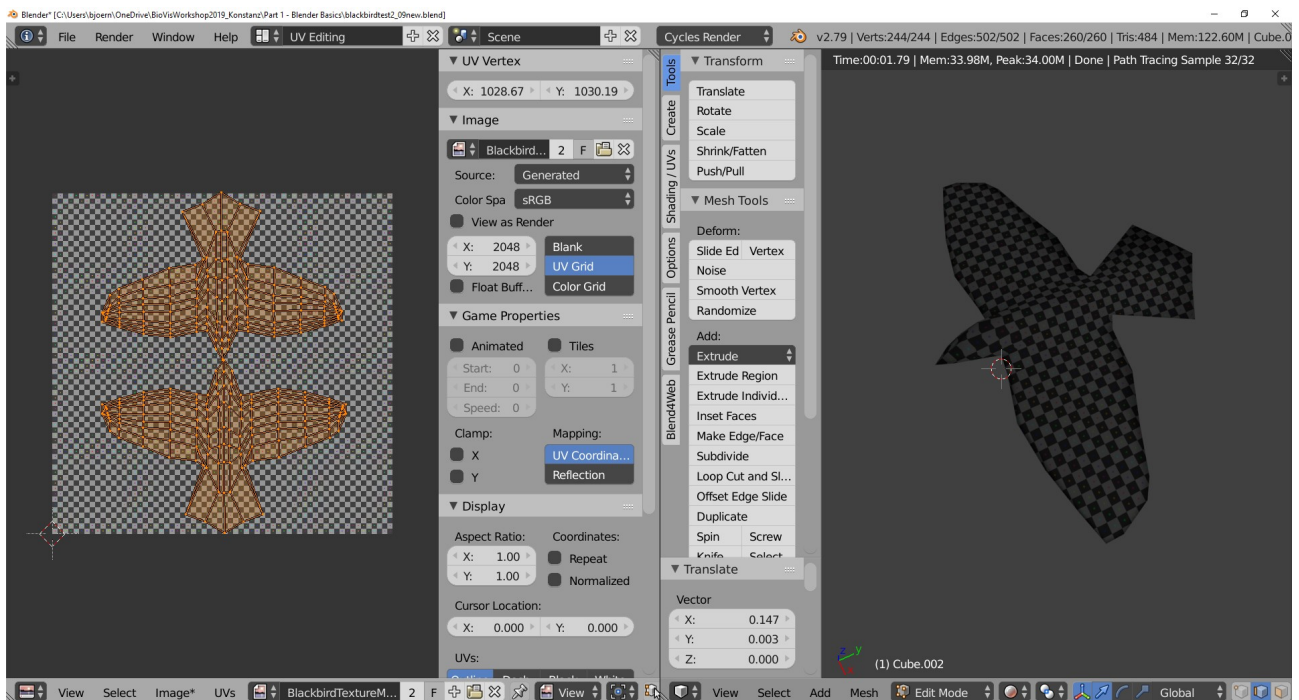 Blender* [C:\Users\bjoern\OneDrive\BioVisWorkshop2019_Konstanz\Part 1 - Blender Basics\blackbirdtest2_09new.blend]
File Render Window Help UV Editing Scene Cycles Render v2.79 | Verts:244/244 | Edges:502/502 | Faces:260/260 | Tris:484 | Mem:122.60M | Cube.0
UV Vertex
X: 1028.67 Y: 1030.19
Image
Blackbird... 2 F
Source: Generated
Color Spa sRGB
View as Render
X: 2048 Blank
Y: 2048 UV Grid
Float Buff... Color Grid
Game Properties
Animated Tiles
Start: 0 X: 1
End: 0 Y: 1
Speed: 0
Clamp: Mapping:
X UV Coordina...
Y Reflection
Display
Aspect Ratio: Coordinates:
X: 1.00 Repeat
Y: 1.00 Normalized
Cursor Location:
X: 0.000 Y: 0.000
UVs:
Tools
Create
Shading / UVs
Options
Grease Pencil
Blend4Web
Transform
Translate
Rotate
Scale
Shrink/Fatten
Push/Pull
Mesh Tools
Deform:
Slide Ed Vertex
Noise
Smooth Vertex
Randomize
Add:
Extrude
Extrude Region
Extrude Individ...
Inset Faces
Make Edge/Face
Subdivide
Loop Cut and Sl...
Offset Edge Slide
Duplicate
Spin Screw
Knife Select
Translate
Vector
X: 0.147
Y: 0.003
Z: 0.000
Time:00:01.79 | Mem:33.98M, Peak:34.00M | Done | Path Tracing Sample 32/32
z y
(1) Cube.002
View Select Image* UVs BlackbirdTextureM... 2 F View
View Select Add Mesh Edit Mode Global